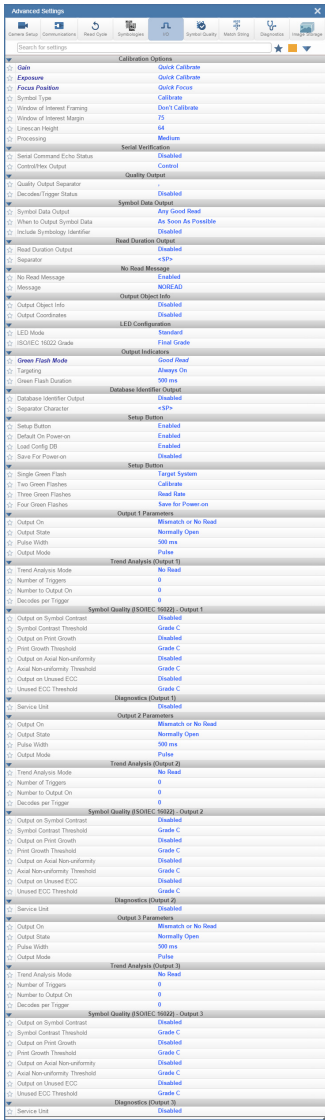 Advanced Settings
Camera Setup Communications Read Cycle Symbologies I/O Symbol Quality Match String Diagnostics Image Storage
Search for settings
Calibration Options
Gain Quick Calibrate
Exposure Quick Calibrate
Focus Position Quick Focus
Symbol Type Calibrate
Window of Interest Framing Don't Calibrate
Window of Interest Margin 75
Linescan Height 64
Processing Medium
Serial Verification
Serial Command Echo Status Disabled
Control/Hex Output Control
Quality Output
Quality Output Separator ,
Decodes/Trigger Status Disabled
Symbol Data Output
Symbol Data Output Any Good Read
When to Output Symbol Data As Soon As Possible
Include Symbology Identifier Disabled
Read Duration Output
Read Duration Output Disabled
Separator <SP>
No Read Message
No Read Message Enabled
Message NOREAD
Output Object Info
Output Object Info Disabled
Output Coordinates Disabled
LED Configuration
LED Mode Standard
ISO/IEC 16022 Grade Final Grade
Output Indicators
Green Flash Mode Good Read
Targeting Always On
Green Flash Duration 500 ms
Database Identifier Output
Database Identifier Output Disabled
Separator Character <SP>
Setup Button
Setup Button Enabled
Default On Power-on Enabled
Load Config DB Enabled
Save For Power-on Disabled
Setup Button
Single Green Flash Target System
Two Green Flashes Calibrate
Three Green Flashes Read Rate
Four Green Flashes Save for Power-on
Output 1 Parameters
Output On Mismatch or No Read
Output State Normally Open
Pulse Width 500 ms
Output Mode Pulse
Trend Analysis (Output 1)
Trend Analysis Mode No Read
Number of Triggers 0
Number to Output On 0
Decodes per Trigger 0
Symbol Quality (ISO/IEC 16022) - Output 1
Output on Symbol Contrast Disabled
Symbol Contrast Threshold Grade C
Output on Print Growth Disabled
Print Growth Threshold Grade C
Output on Axial Non-uniformity Disabled
Axial Non-uniformity Threshold Grade C
Output on Unused ECC Disabled
Unused ECC Threshold Grade C
Diagnostics (Output 1)
Service Unit Disabled
Output 2 Parameters
Output On Mismatch or No Read
Output State Normally Open
Pulse Width 500 ms
Output Mode Pulse
Trend Analysis (Output 2)
Trend Analysis Mode No Read
Number of Triggers 0
Number to Output On 0
Decodes per Trigger 0
Symbol Quality (ISO/IEC 16022) - Output 2
Output on Symbol Contrast Disabled
Symbol Contrast Threshold Grade C
Output on Print Growth Disabled
Print Growth Threshold Grade C
Output on Axial Non-uniformity Disabled
Axial Non-uniformity Threshold Grade C
Output on Unused ECC Disabled
Unused ECC Threshold Grade C
Diagnostics (Output 2)
Service Unit Disabled
Output 3 Parameters
Output On Mismatch or No Read
Output State Normally Open
Pulse Width 500 ms
Output Mode Pulse
Trend Analysis (Output 3)
Trend Analysis Mode No Read
Number of Triggers 0
Number to Output On 0
Decodes per Trigger 0
Symbol Quality (ISO/IEC 16022) - Output 3
Output on Symbol Contrast Disabled
Symbol Contrast Threshold Grade C
Output on Print Growth Disabled
Print Growth Threshold Grade C
Output on Axial Non-uniformity Disabled
Axial Non-uniformity Threshold Grade C
Output on Unused ECC Disabled
Unused ECC Threshold Grade C
Diagnostics (Output 3)
Service Unit Disabled